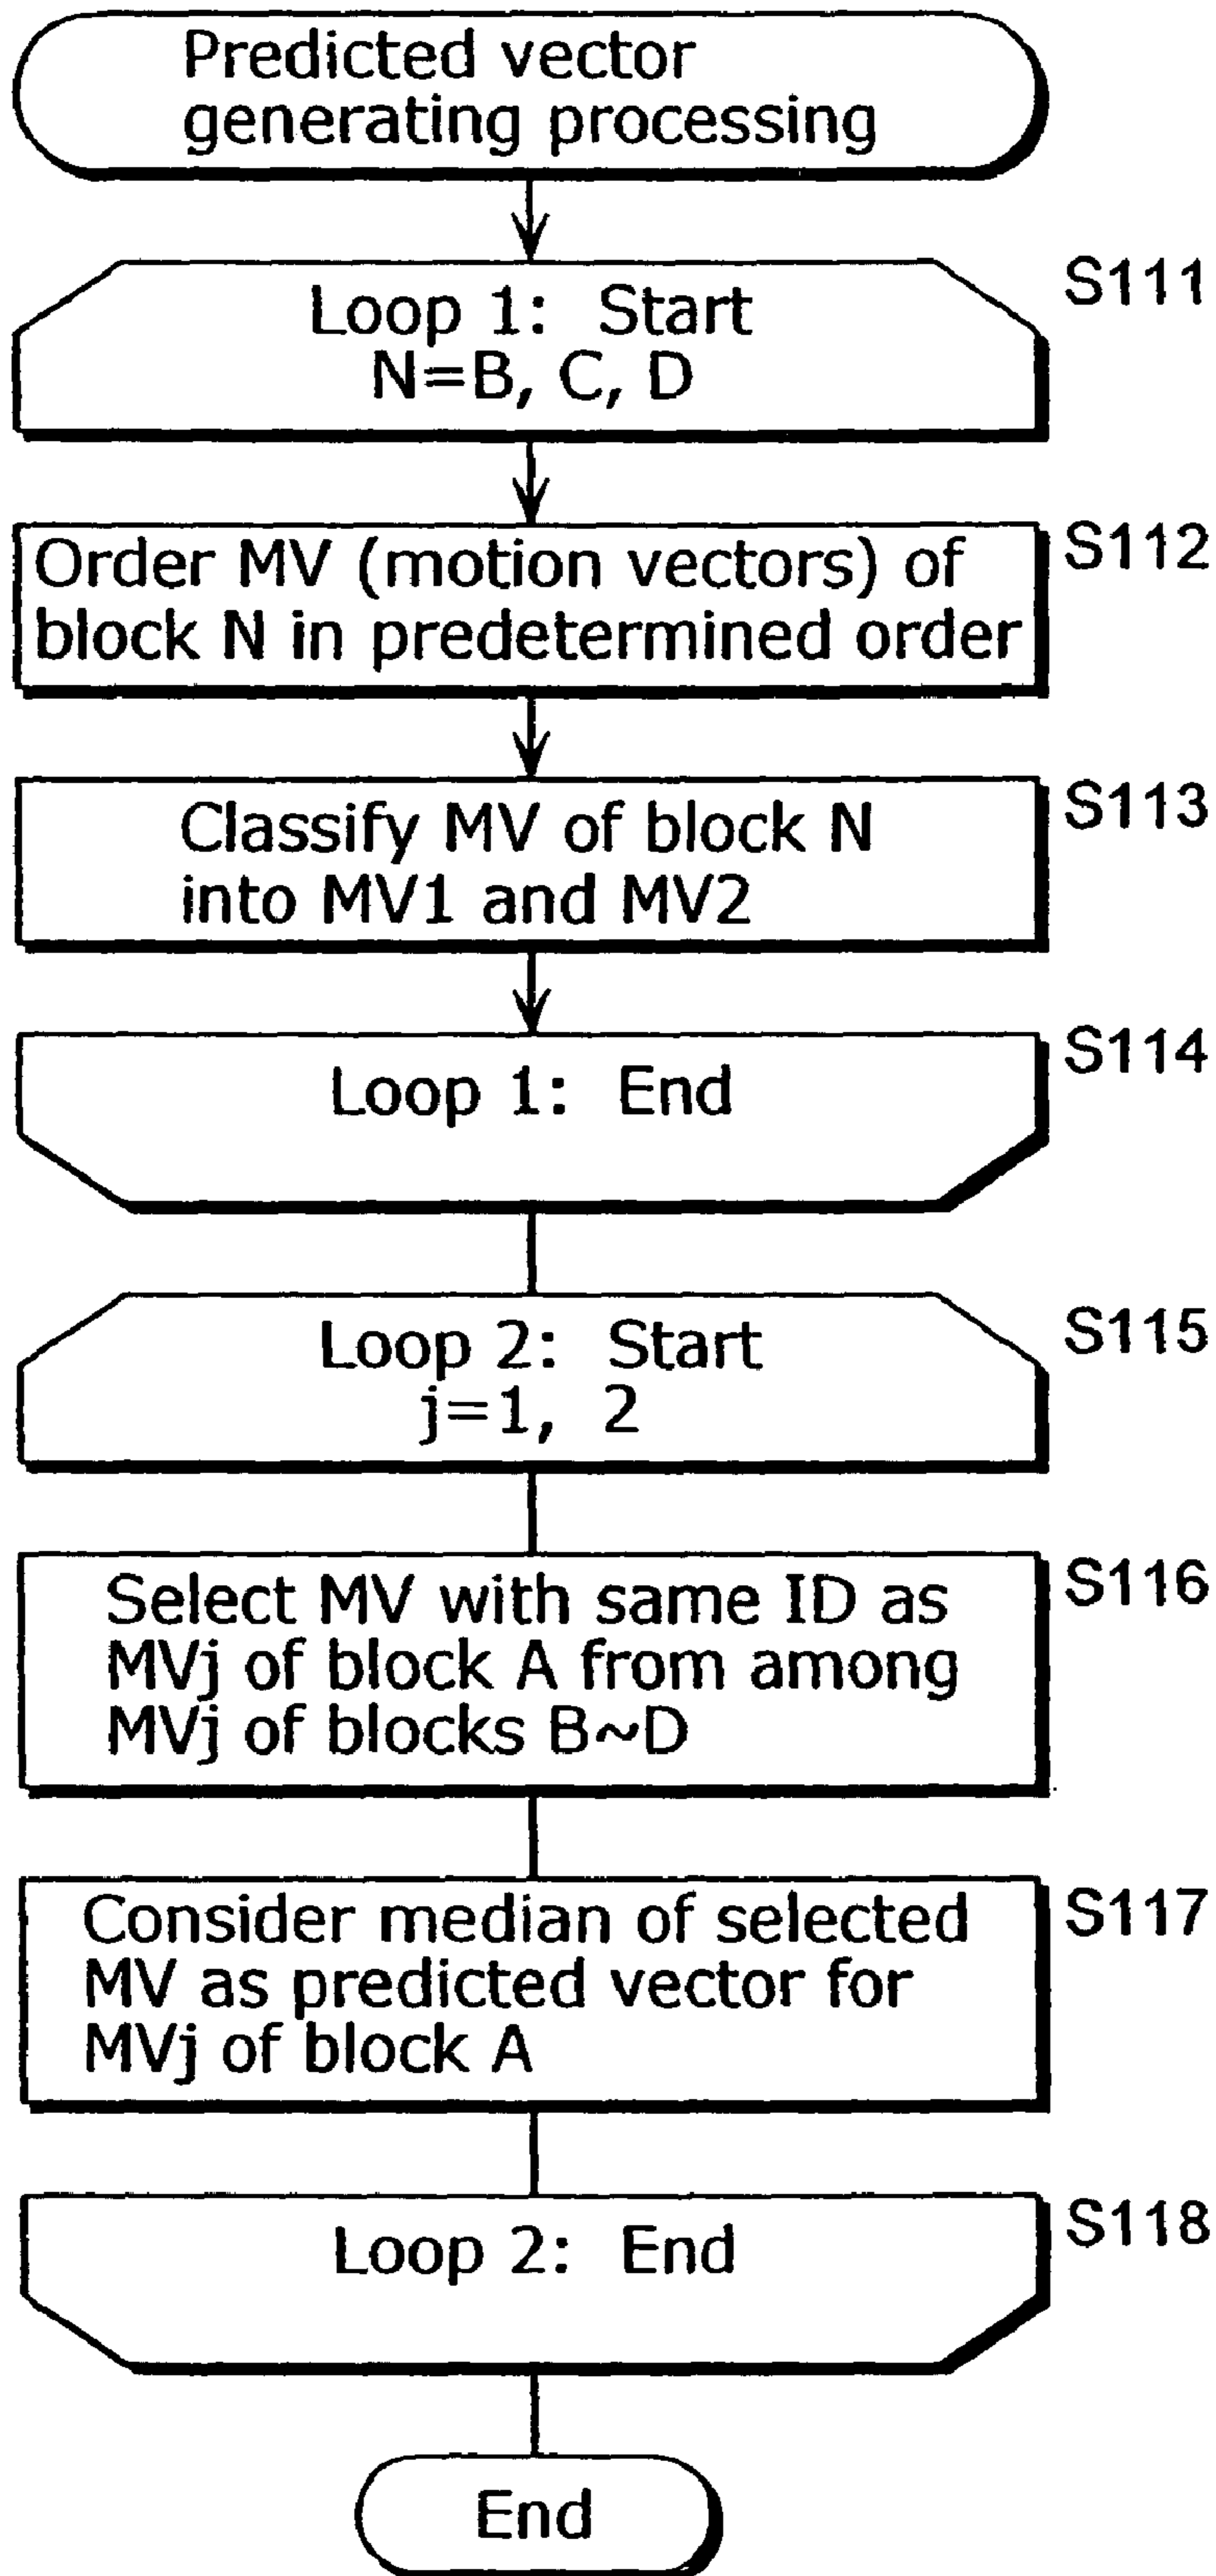 Predicted vector
generating processing
Loop 1: Start
N=B, C, D
S111
Order MV (motion vectors) of
block N in predetermined order
S112
Classify MV of block N
into MV1 and MV2
S113
Loop 1: End
S114
Loop 2: Start
j=1, 2
S115
Select MV with same ID as
MVj of block A from among
MVj of blocks B~D
S116
Consider median of selected
MV as predicted vector for
MVj of block A
S117
Loop 2: End
S118
End